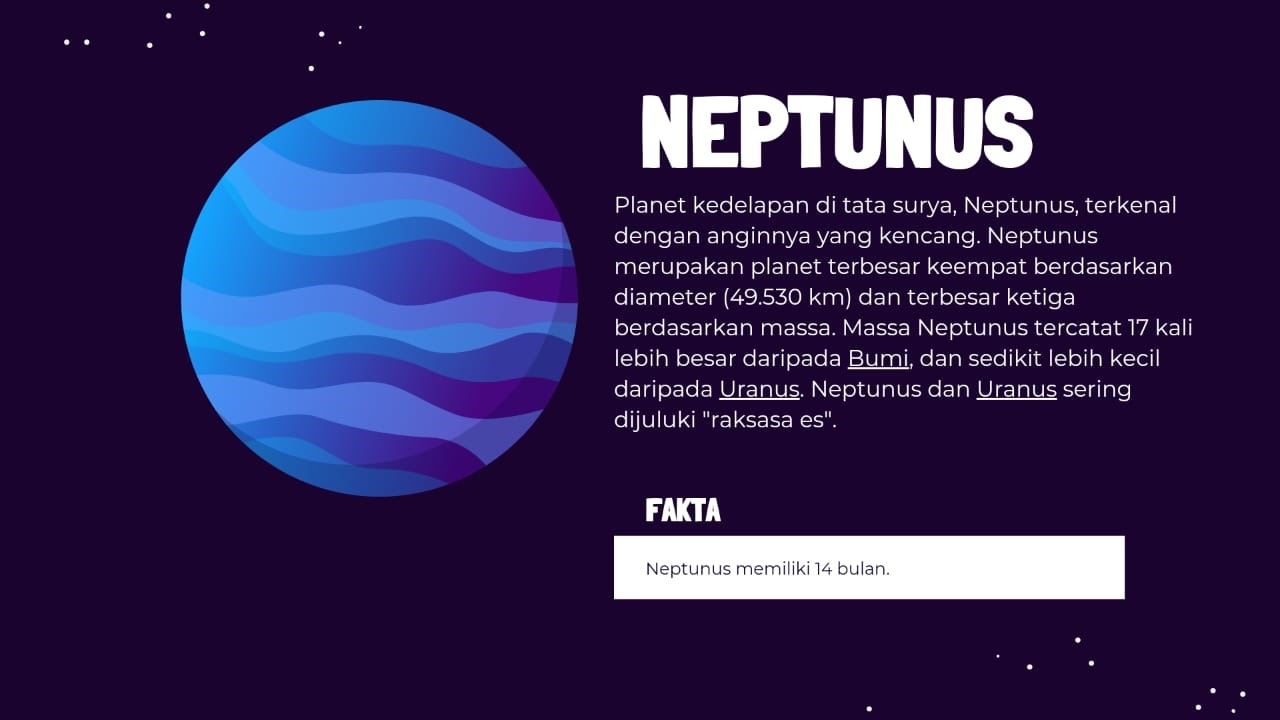 NEPTUNUS
Planet kedelapan di tata surya, Neptunus, terkenal
dengan anginnya yang kencang. Neptunus
merupakan planet terbesar keempat berdasarkan
diameter (49.530 km) dan terbesar ketiga
berdasarkan massa. Massa Neptunus tercatat 17 kali
lebih besar daripada Bumi, dan sedikit lebih kecil
daripada Uranus. Neptunus dan Uranus sering
dijuluki "raksasa es".
FAKTA
Neptunus memiliki 14 bulan.